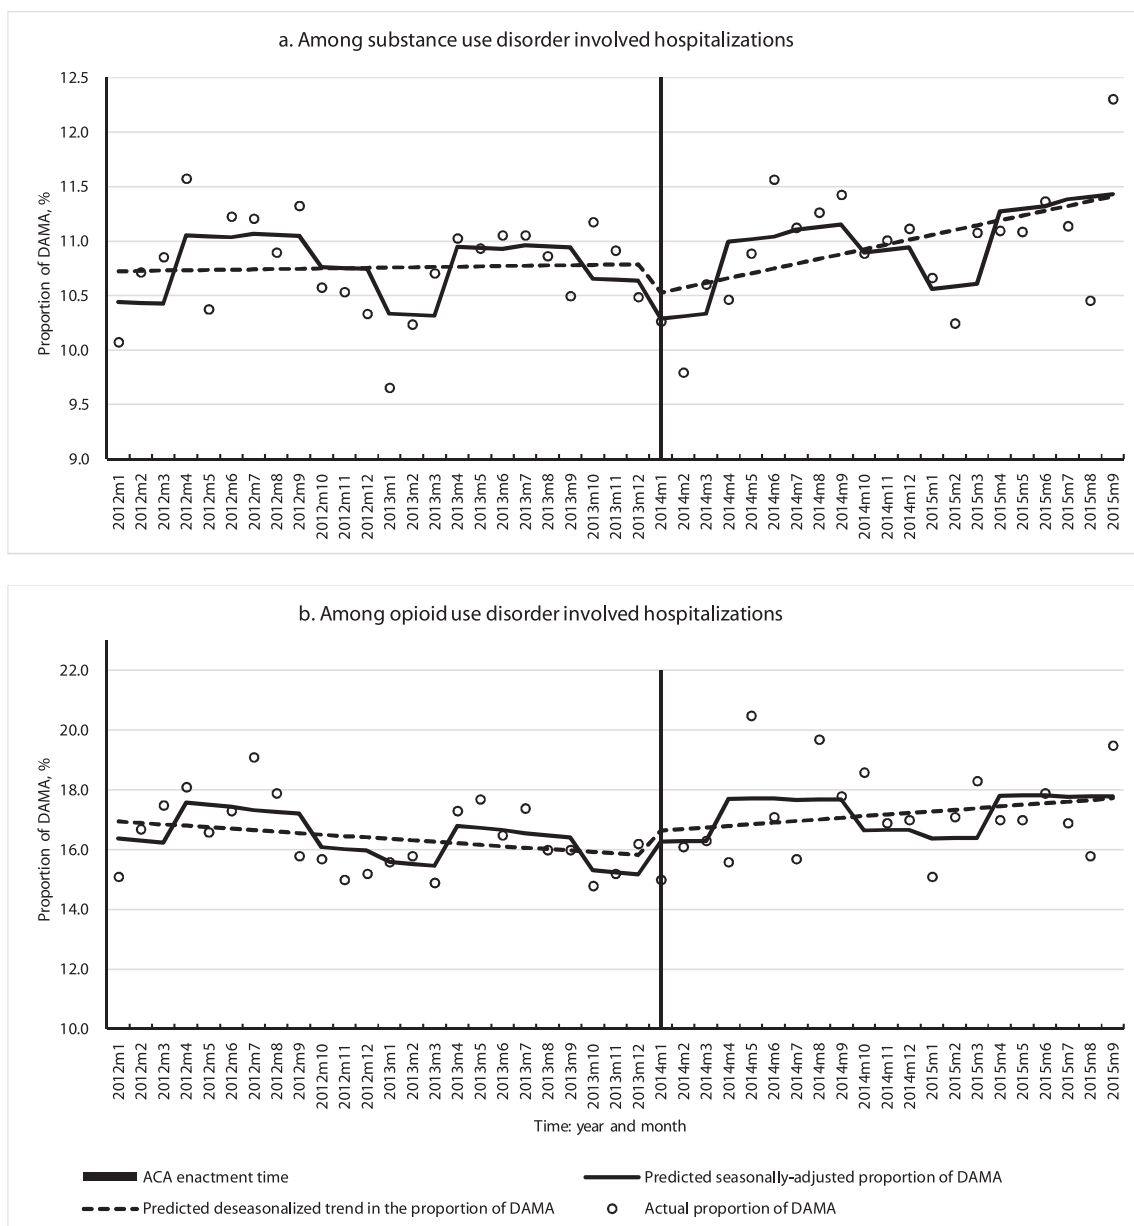 a. Among substance use disorder involved hospitalizations
Proportion of DAMA, %
12.5
12.0
11.5
11.0
10.5
10.0
9.5
9.0
2012m1
2012m2
2012m3
2012m4
2012m5
2012m6
2012m7
2012m8
2012m9
2012m10
2012m11
2012m12
2013m1
2013m2
2013m3
2013m4
2013m5
2013m6
2013m7
2013m8
2013m9
2013m10
2013m11
2013m12
2014m1
2014m2
2014m3
2014m4
2014m5
2014m6
2014m7
2014m8
2014m9
2014m10
2014m11
2014m12
2015m1
2015m2
2015m3
2015m4
2015m5
2015m6
2015m7
2015m8
2015m9
b. Among opioid use disorder involved hospitalizations
Proportion of DAMA, %
22.0
20.0
18.0
16.0
14.0
12.0
10.0
2012m1
2012m2
2012m3
2012m4
2012m5
2012m6
2012m7
2012m8
2012m9
2012m10
2012m11
2012m12
2013m1
2013m2
2013m3
2013m4
2013m5
2013m6
2013m7
2013m8
2013m9
2013m10
2013m11
2013m12
2014m1
2014m2
2014m3
2014m4
2014m5
2014m6
2014m7
2014m8
2014m9
2014m10
2014m11
2014m12
2015m1
2015m2
2015m3
2015m4
2015m5
2015m6
2015m7
2015m8
2015m9
Time: year and month
ACA enactment time
Predicted seasonally-adjusted proportion of DAMA
Predicted deseasonalized trend in the proportion of DAMA
Actual proportion of DAMA